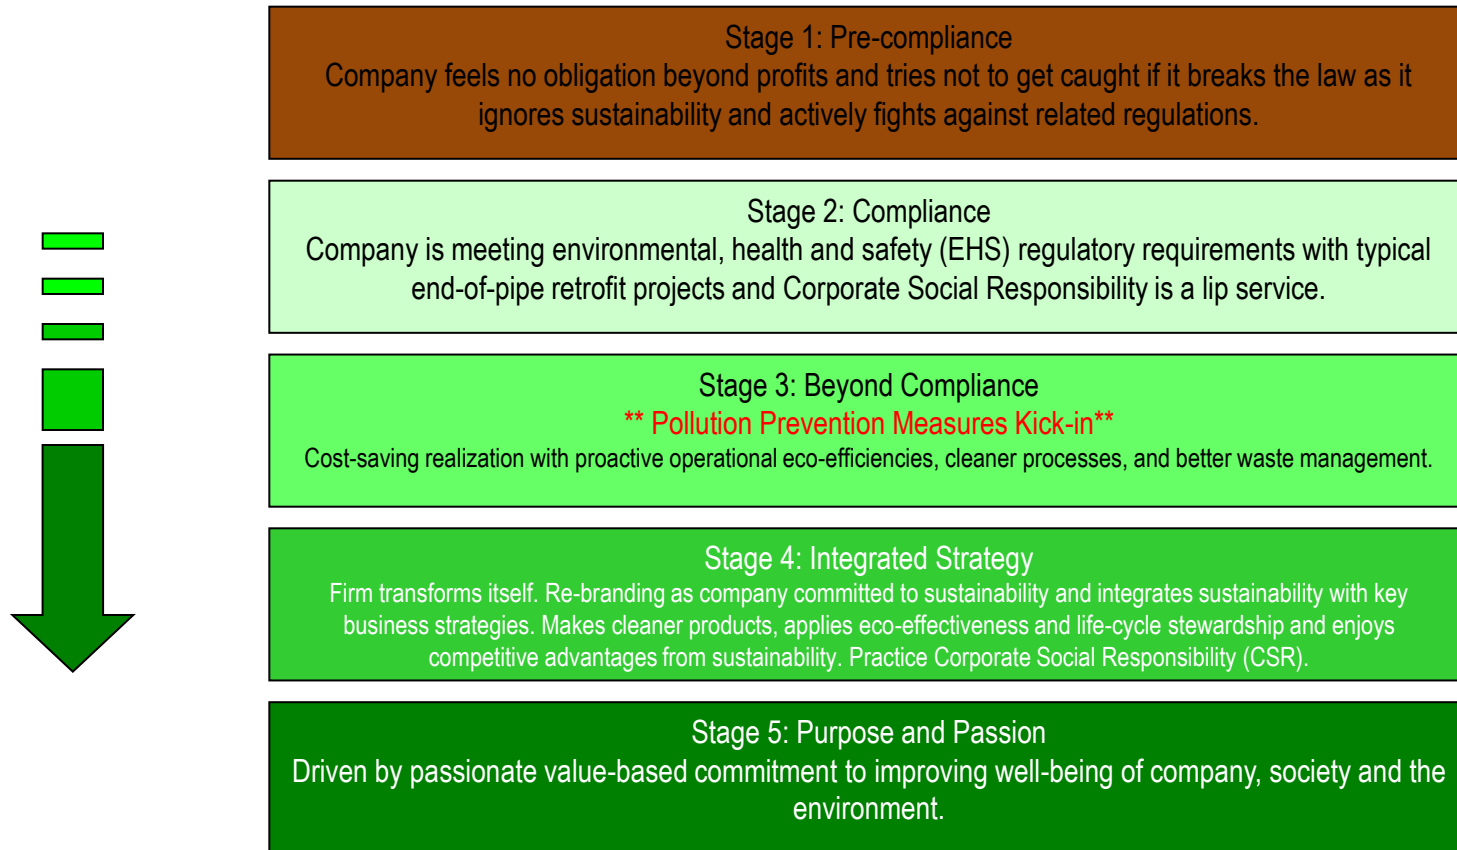 Stage 1: Pre-compliance
Company feels no obligation beyond profits and tries not to get caught if it breaks the law as it
ignores sustainability and actively fights against related regulations.
Stage 2: Compliance
Company is meeting environmental, health and safety (EHS) regulatory requirements with typical
end-of-pipe retrofit projects and Corporate Social Responsibility is a lip service.
Stage 3: Beyond Compliance
** Pollution Prevention Measures Kick-in**
Cost-saving realization with proactive operational eco-efficiencies, cleaner processes, and better waste management.
Stage 4: Integrated Strategy
Firm transforms itself. Re-branding as company committed to sustainability and integrates sustainability with key
business strategies. Makes cleaner products, applies eco-effectiveness and life-cycle stewardship and enjoys
competitive advantages from sustainability. Practice Corporate Social Responsibility (CSR).
Stage 5: Purpose and Passion
Driven by passionate value-based commitment to improving well-being of company, society and the
environment.